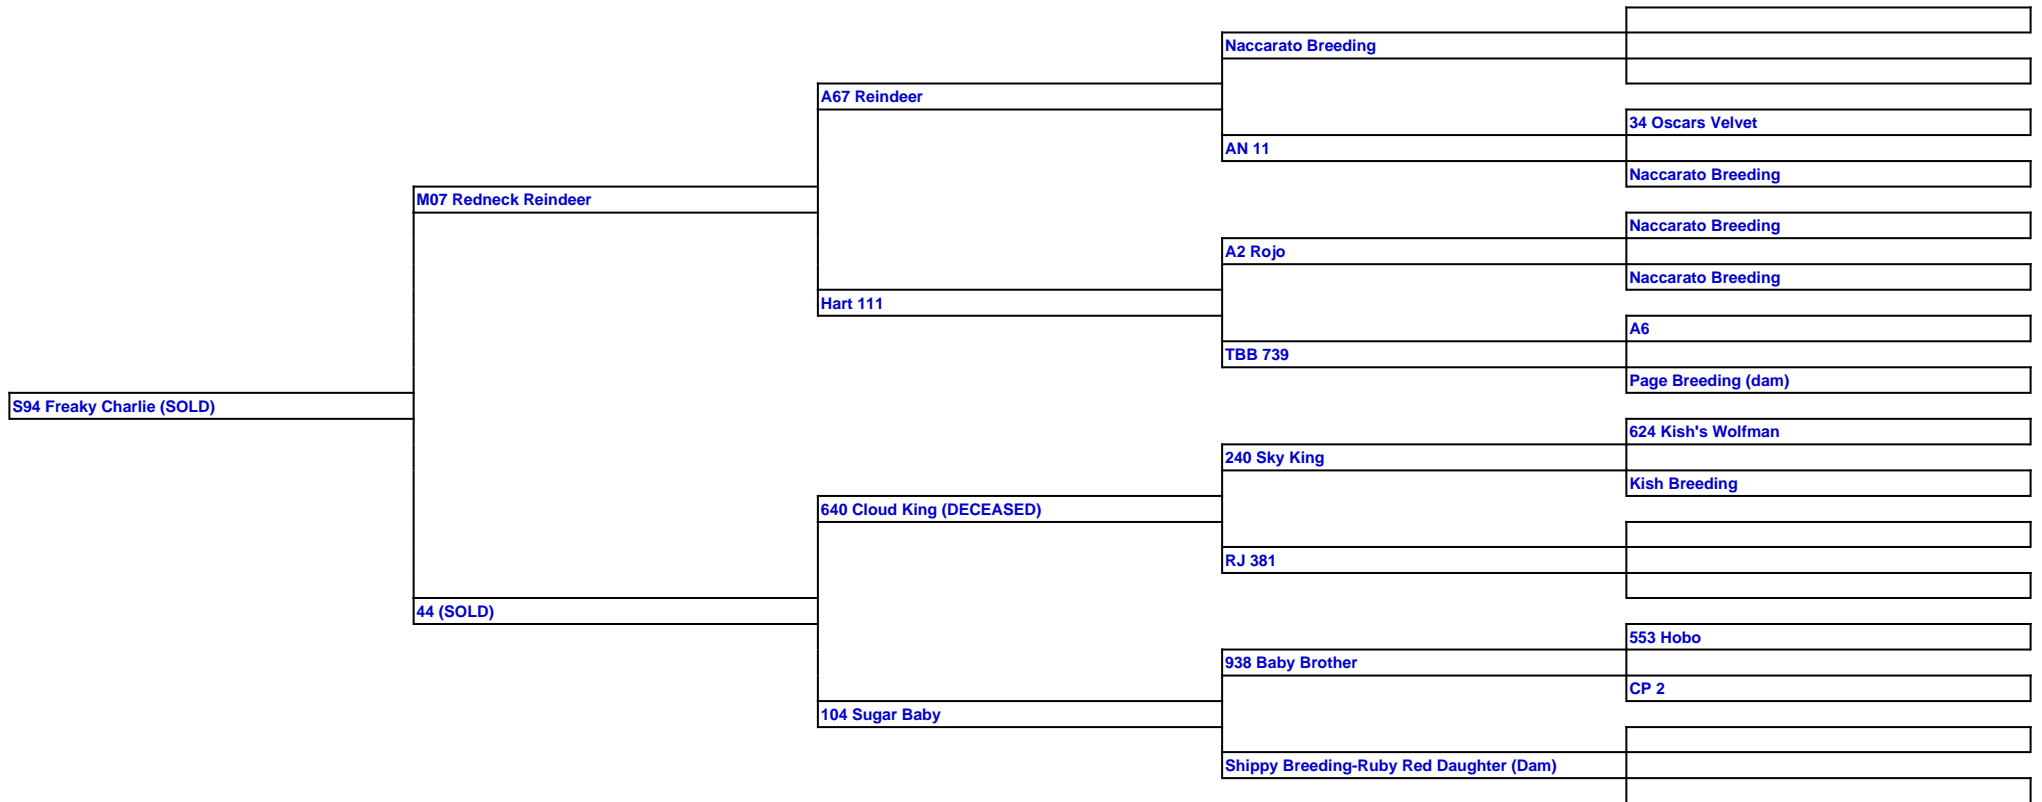 Naccarato Breeding
A67 Reindeer
34 Oscars Velvet
AN 11
Naccarato Breeding
M07 Redneck Reindeer
Naccarato Breeding
A2 Rojo
Naccarato Breeding
Hart 111
A6
TBB 739
Page Breeding (dam)
S94 Freaky Charlie (SOLD)
624 Kish's Wolfman
240 Sky King
Kish Breeding
640 Cloud King (DECEASED)
RJ 381
44 (SOLD)
553 Hobo
938 Baby Brother
CP 2
104 Sugar Baby
Shippy Breeding-Ruby Red Daughter (Dam)